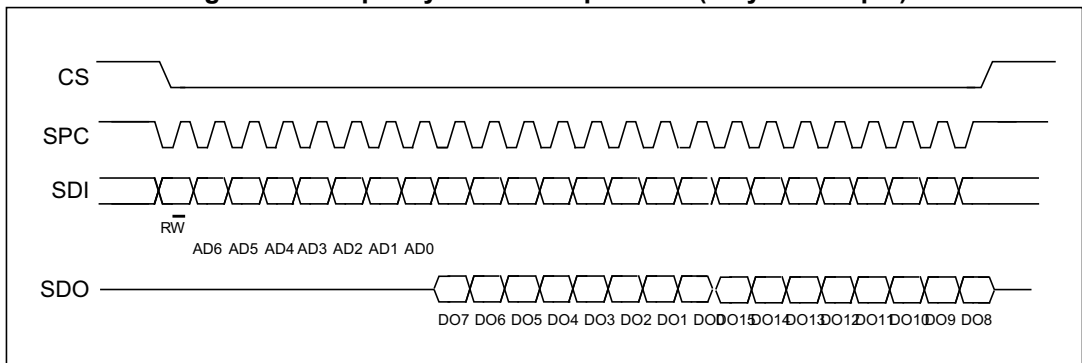 CS
SPC
SDI
RW
AD6 AD5 AD4 AD3 AD2 AD1 AD0
SDO
DO7 DO6 DO5 DO4 DO3 DO2 DO1 DO0 DO15 DO14 DO13 DO12 DO11 DO10 DO9 DO8